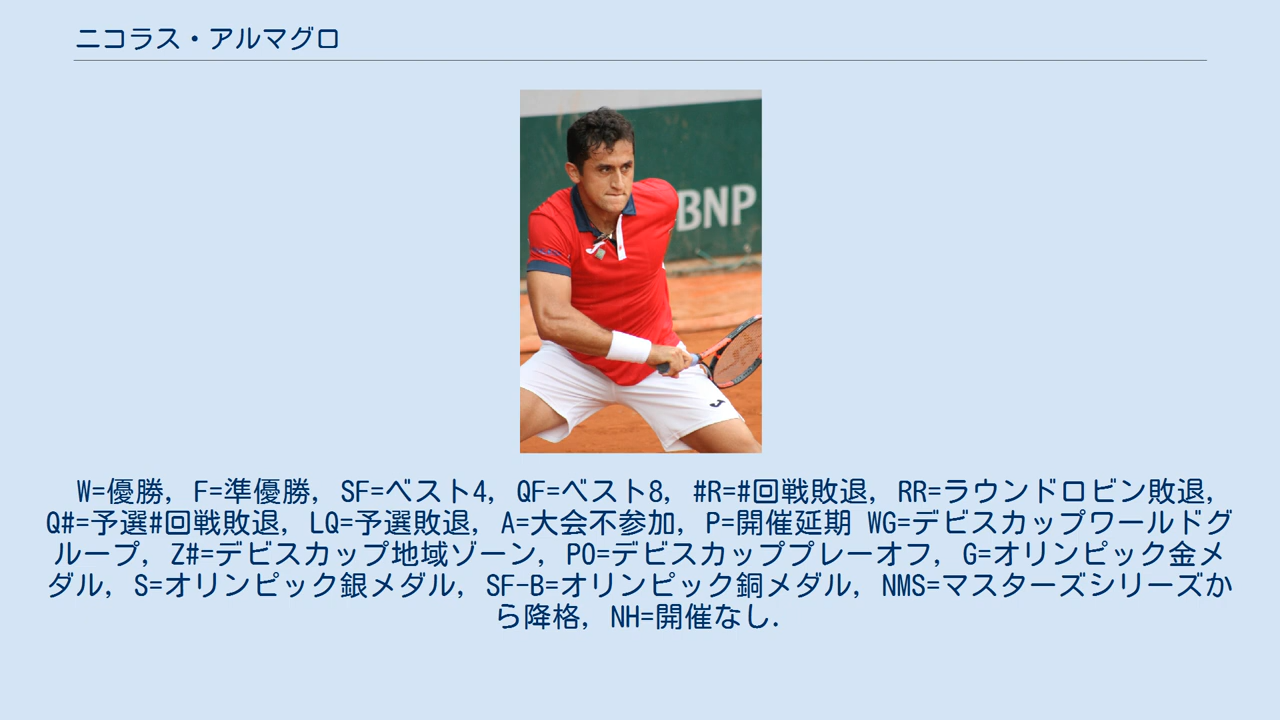 ニコラス・アルマグロ
BNP
W=優勝, F=準優勝, SF=ベスト4, QF=ベスト8, #R=#回戦敗退, RR=ラウンドロビン敗退,
Q#=予選#回戦敗退, LQ=予選敗退, A=大会不参加, P=開催延期 WG=デビスカップワールドグ
ループ, Z#=デビスカップ地域ゾーン, PO=デビスカッププレーオフ, G=オリンピック金メ
ダル, S=オリンピック銀メダル, SF-B=オリンピック銅メダル, NMS=マスターズシリーズか
ら降格, NH=開催なし.